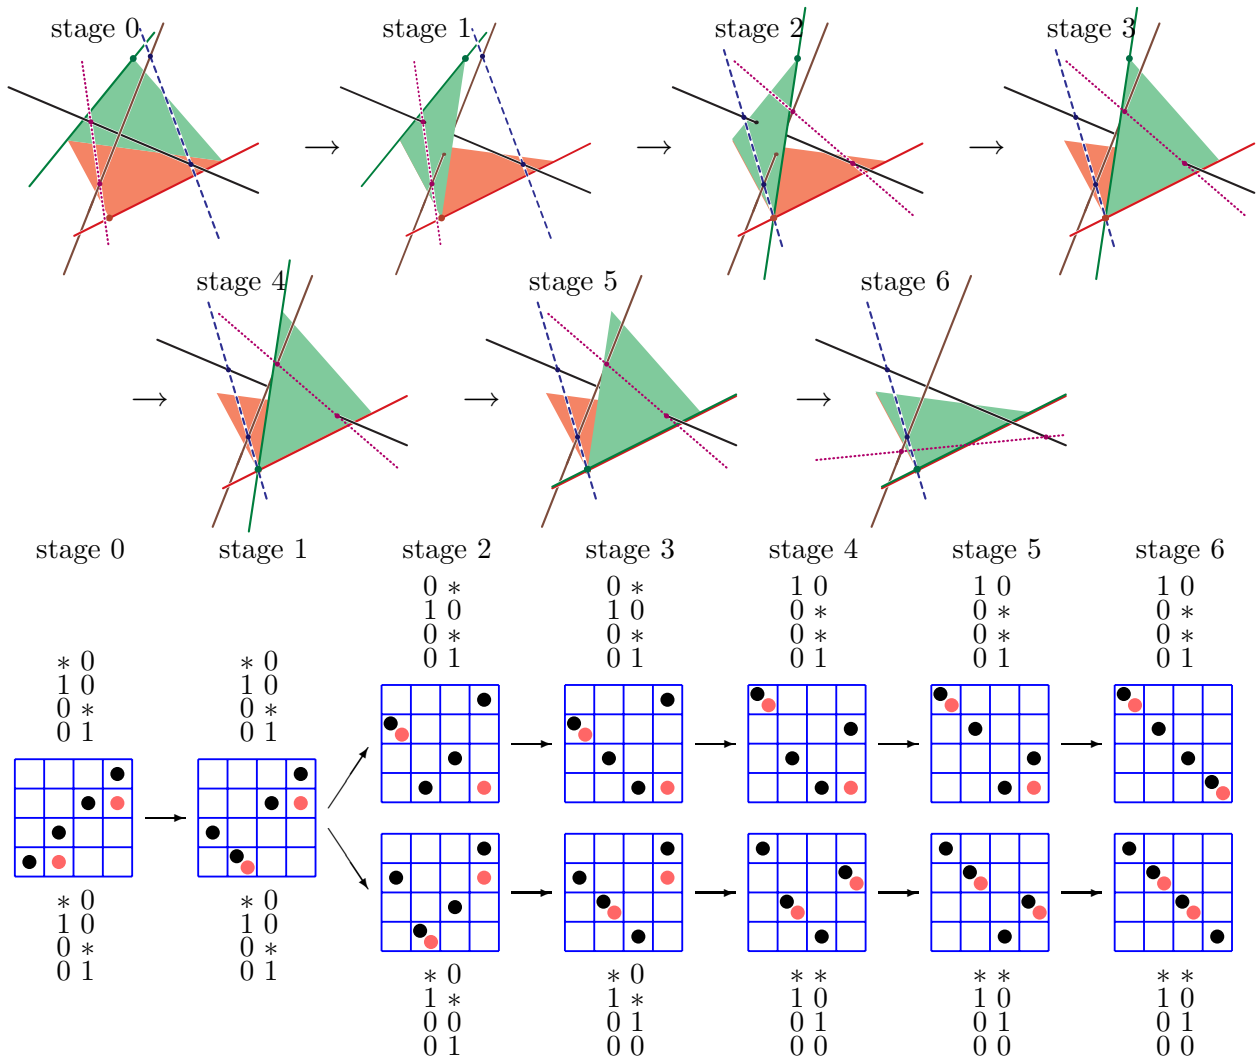 stage 0 stage 1 stage 2 stage 3
→ → →
stage 4 stage 5 stage 6
→ → →
stage 0 stage 1 stage 2 stage 3 stage 4 stage 5 stage 6
0 * 0 * 1 0 1 0 1 0
1 0 1 0 0 * 0 * 0 *
0 * 0 * 0 * 0 * 0 *
0 1 0 1 0 1 0 1 0 1
* 0 * 0
1 0 1 0
0 * 0 *
0 1 0 1
* 0 * 0
1 0 1 0
0 * 0 *
0 1 0 1
* 0 * 0 * * * * * *
1 * 1 * 1 0 1 0 1 0
0 0 0 1 0 1 0 1 0 1
0 1 0 0 0 0 0 0 0 0